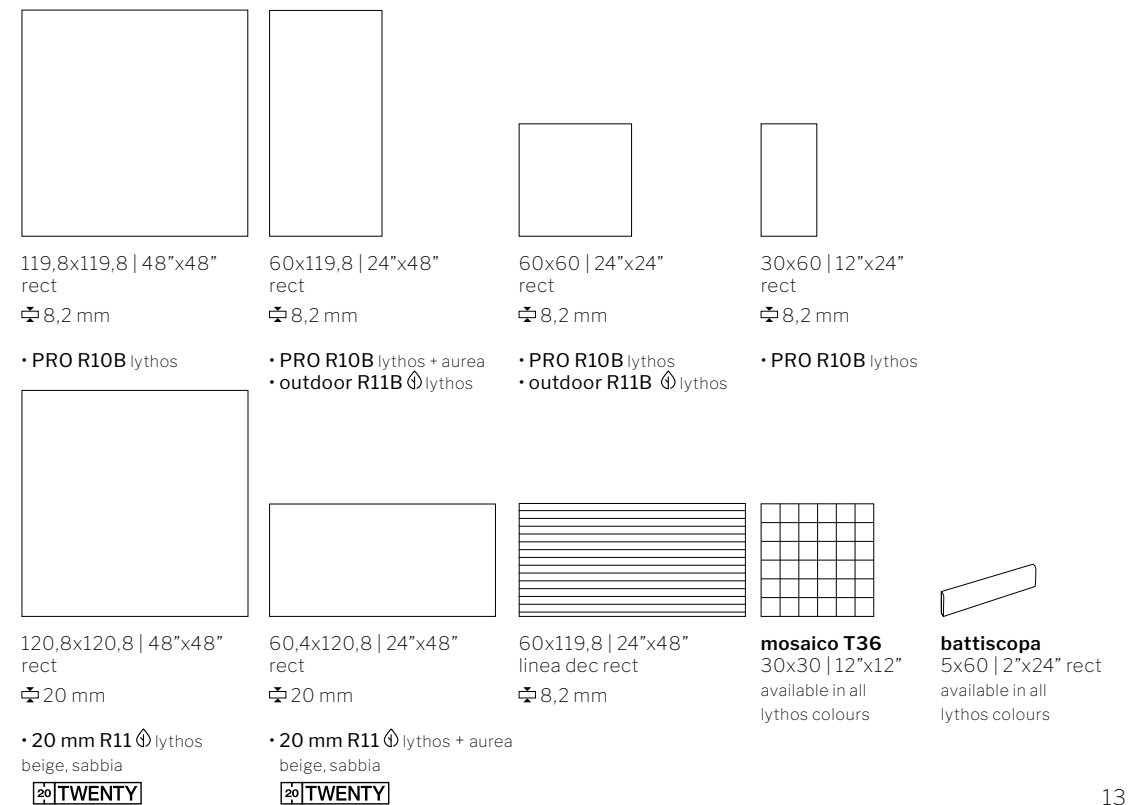 119,8x119,8 | 48”x48”
rect
8,2 mm
• PRO R10B lythos
60x119,8 | 24”x48”
rect
8,2 mm
• PRO R10B lythos + aurea
• outdoor R11B lythos
60x60 | 24”x24”
rect
8,2 mm
• PRO R10B lythos
• outdoor R11B lythos
30x60 | 12”x24”
rect
8,2 mm
• PRO R10B lythos
120,8x120,8 | 48”x48”
rect
20 mm
• 20 mm R11 lythos
beige, sabbia
20 TWENTY
60,4x120,8 | 24”x48”
rect
20 mm
• 20 mm R11 lythos + aurea
beige, sabbia
20 TWENTY
60x119,8 | 24”x48”
linea dec rect
8,2 mm
mosaico T36
30x30 | 12”x12”
available in all
lythos colours
battiscopa
5x60 | 2”x24” rect
available in all
lythos colours
13